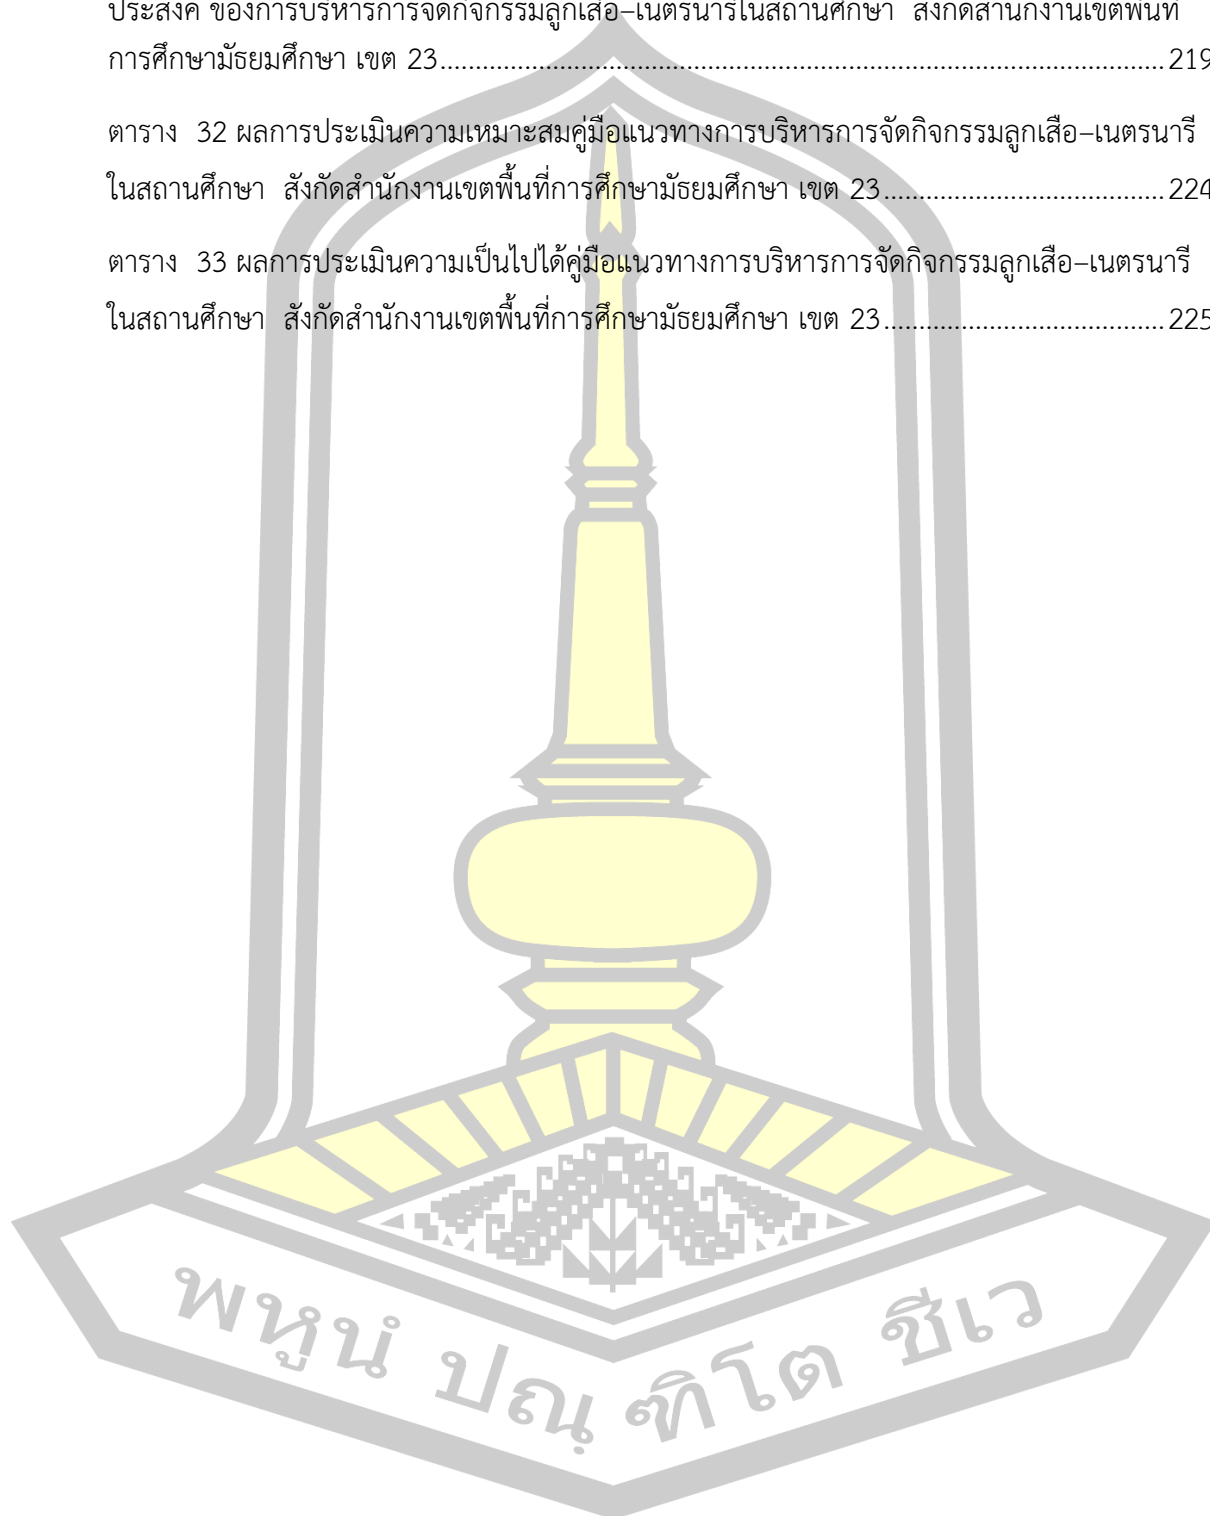 ประสงค์ ของการบริหารการจัดกิจกรรมลูกเสือ–เนตรนารีในสถานศึกษา สังกัดสำนักงานเขตพื้นที่
การศึกษามัธยมศึกษา เขต 23...........................................................................................................219
ตาราง 32 ผลการประเมินความเหมาะสมคู่มือแนวทางการบริหารการจัดกิจกรรมลูกเสือ–เนตรนารี
ในสถานศึกษา สังกัดสำนักงานเขตพื้นที่การศึกษามัธยมศึกษา เขต 23..........................................224
ตาราง 33 ผลการประเมินความเป็นไปได้คู่มือแนวทางการบริหารการจัดกิจกรรมลูกเสือ–เนตรนารี
ในสถานศึกษา สังกัดสำนักงานเขตพื้นที่การศึกษามัธยมศึกษา เขต 23..........................................225
พหูนํ ปณฺฑิโต ชีเว